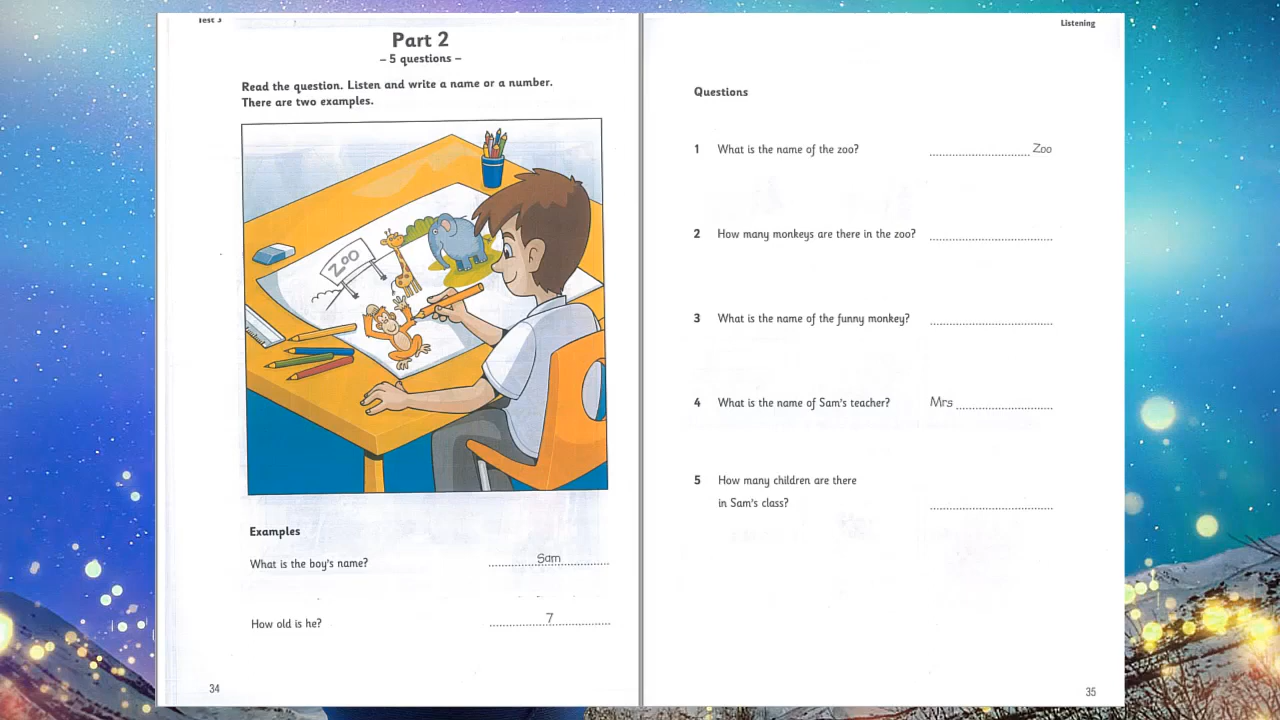 Test 3
Part 2
– 5 questions –
Read the question. Listen and write a name or a number.
There are two examples.
ZOO
Examples
What is the boy's name?
Sam
How old is he?
7
34
Listening
Questions
1 What is the name of the zoo? Zoo
2 How many monkeys are there in the zoo?
3 What is the name of the funny monkey?
4 What is the name of Sam's teacher? Mrs
5 How many children are there
in Sam's class?
35